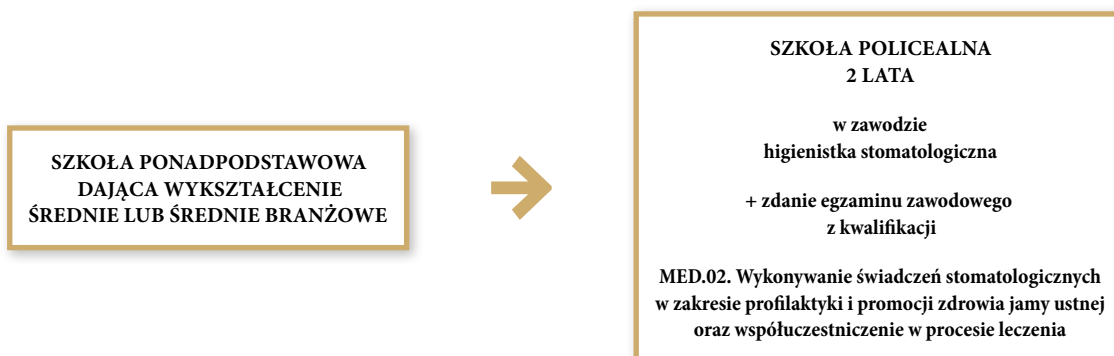 SZKOŁA PONADPODSTAWOWA
DAJĄCA WYKSZTAŁCENIE
ŚREDNIE LUB ŚREDNIE BRANŻOWE
SZKOŁA POLICEALNA
2 LATA
w zawodzie
higienistka stomatologiczna
+ zdanie egzaminu zawodowego
z kwalifikacji
MED.02. Wykonywanie świadczeń stomatologicznych
w zakresie profilaktyki i promocji zdrowia jamy ustnej
oraz współuczestniczenie w procesie leczenia